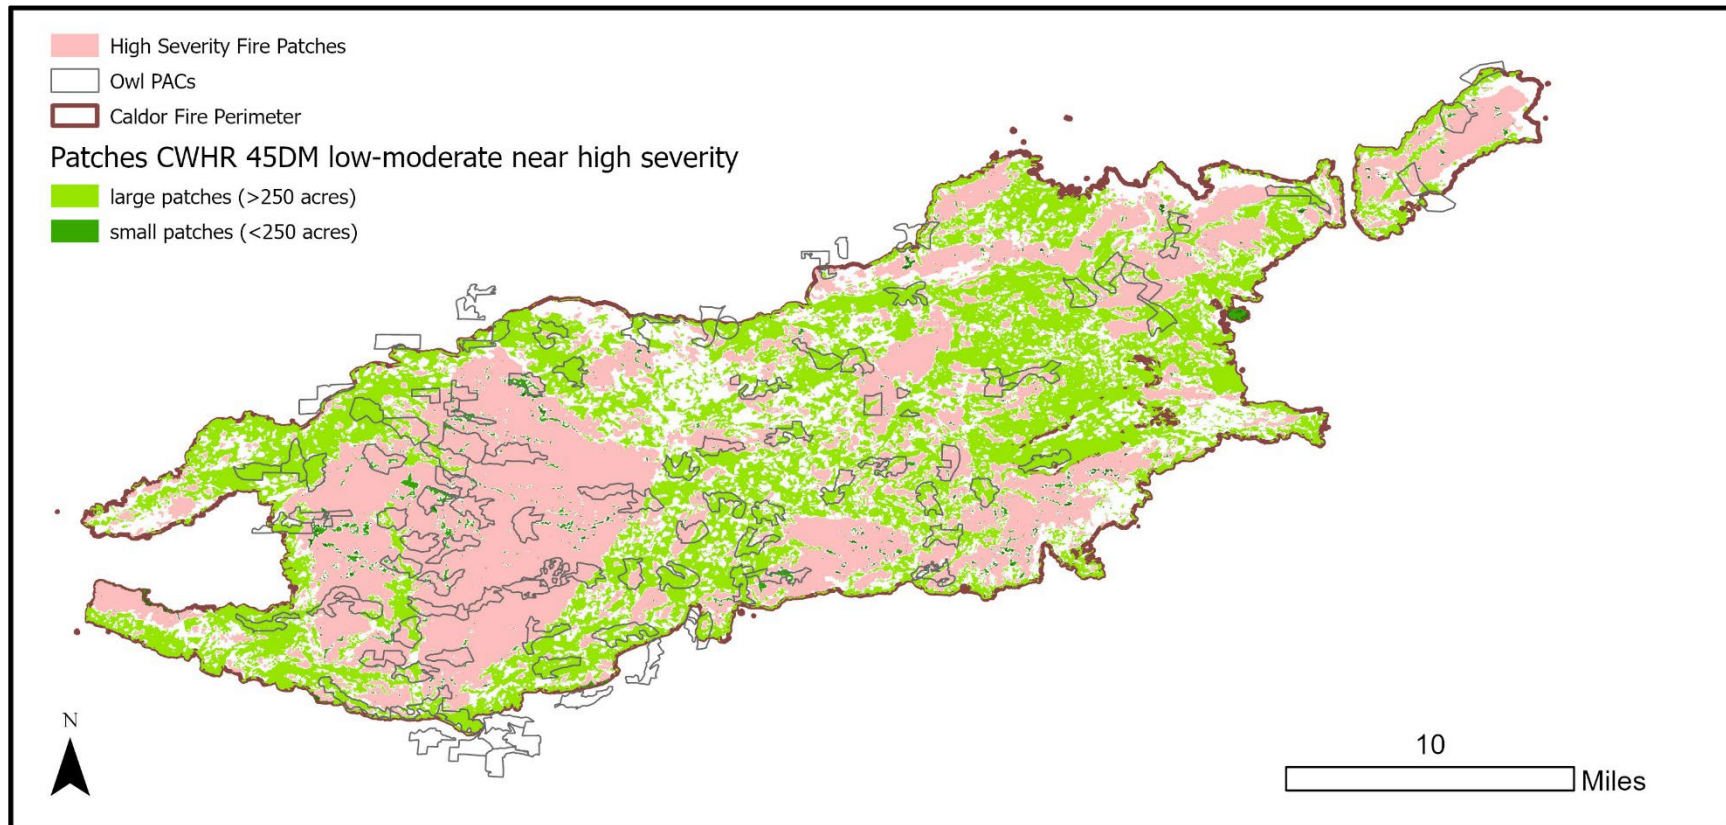 High Severity Fire Patches
Owl PACs
Caldor Fire Perimeter
Patches CWHR 45DM low-moderate near high severity
large patches (>250 acres)
small patches (<250 acres)
N
10
Miles